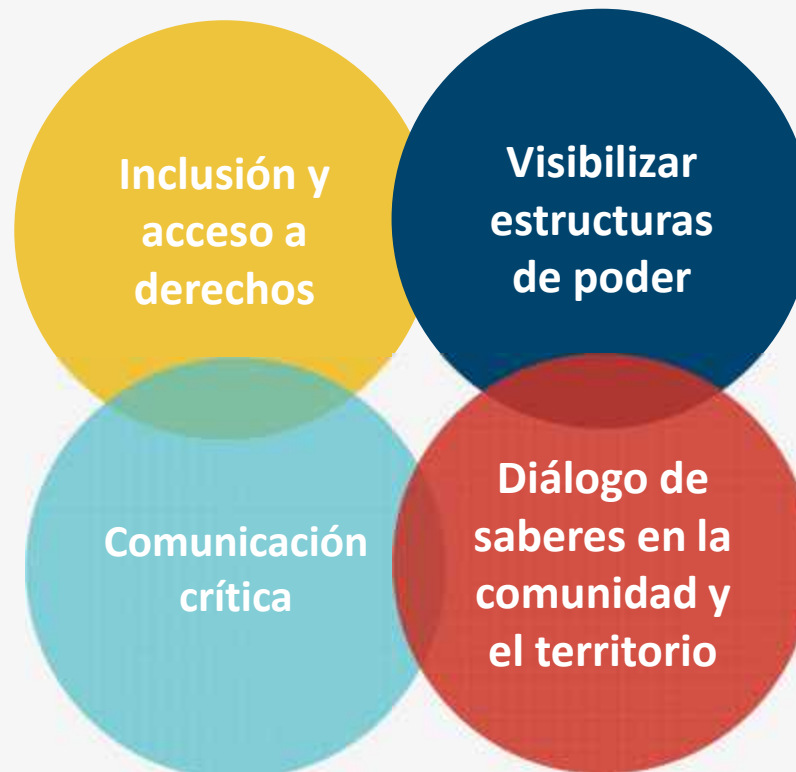 Inclusión y
acceso a
derechos
Visibilizar
estructuras
de poder
Comunicación
crítica
Diálogo de
saberes en la
comunidad y
el territorio